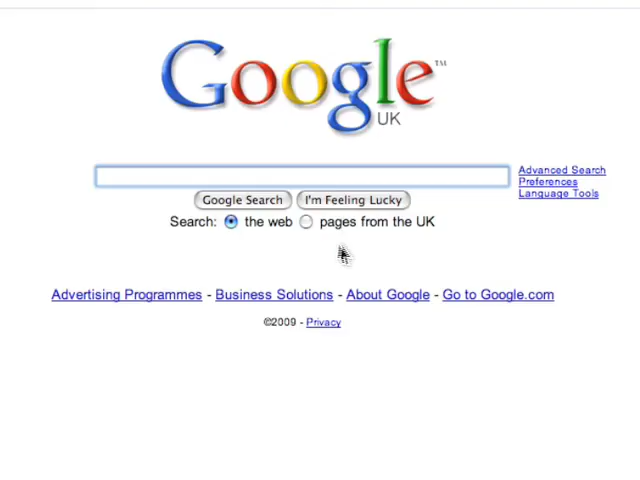 Google™
UK
Advanced Search
Preferences
Language Tools
Google Search I'm Feeling Lucky
Search: the web pages from the UK
Advertising Programmes - Business Solutions - About Google - Go to Google.com
©2009 - Privacy